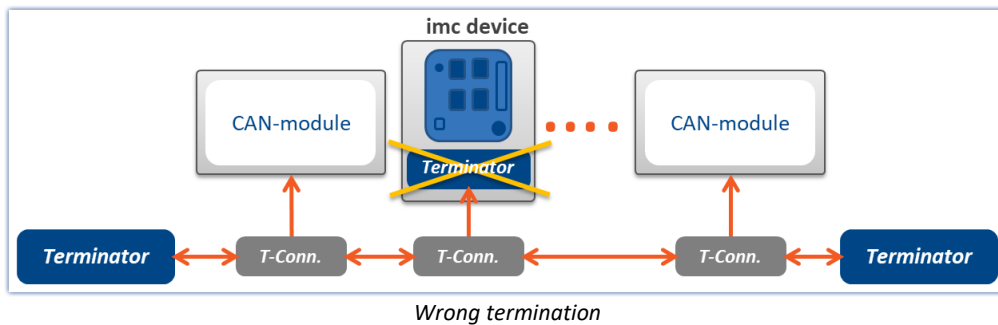 imc device
CAN-module
CAN-module
Terminator
Terminator
T-Conn.
T-Conn.
T-Conn.
Terminator
Wrong termination